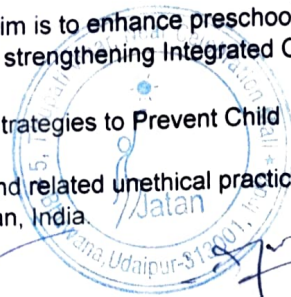 im is to enhance preschoo
strengthening Integrated C
trategies to Prevent Child
nd related unethical practic
an, India.
Jatan
Udaipur-313001